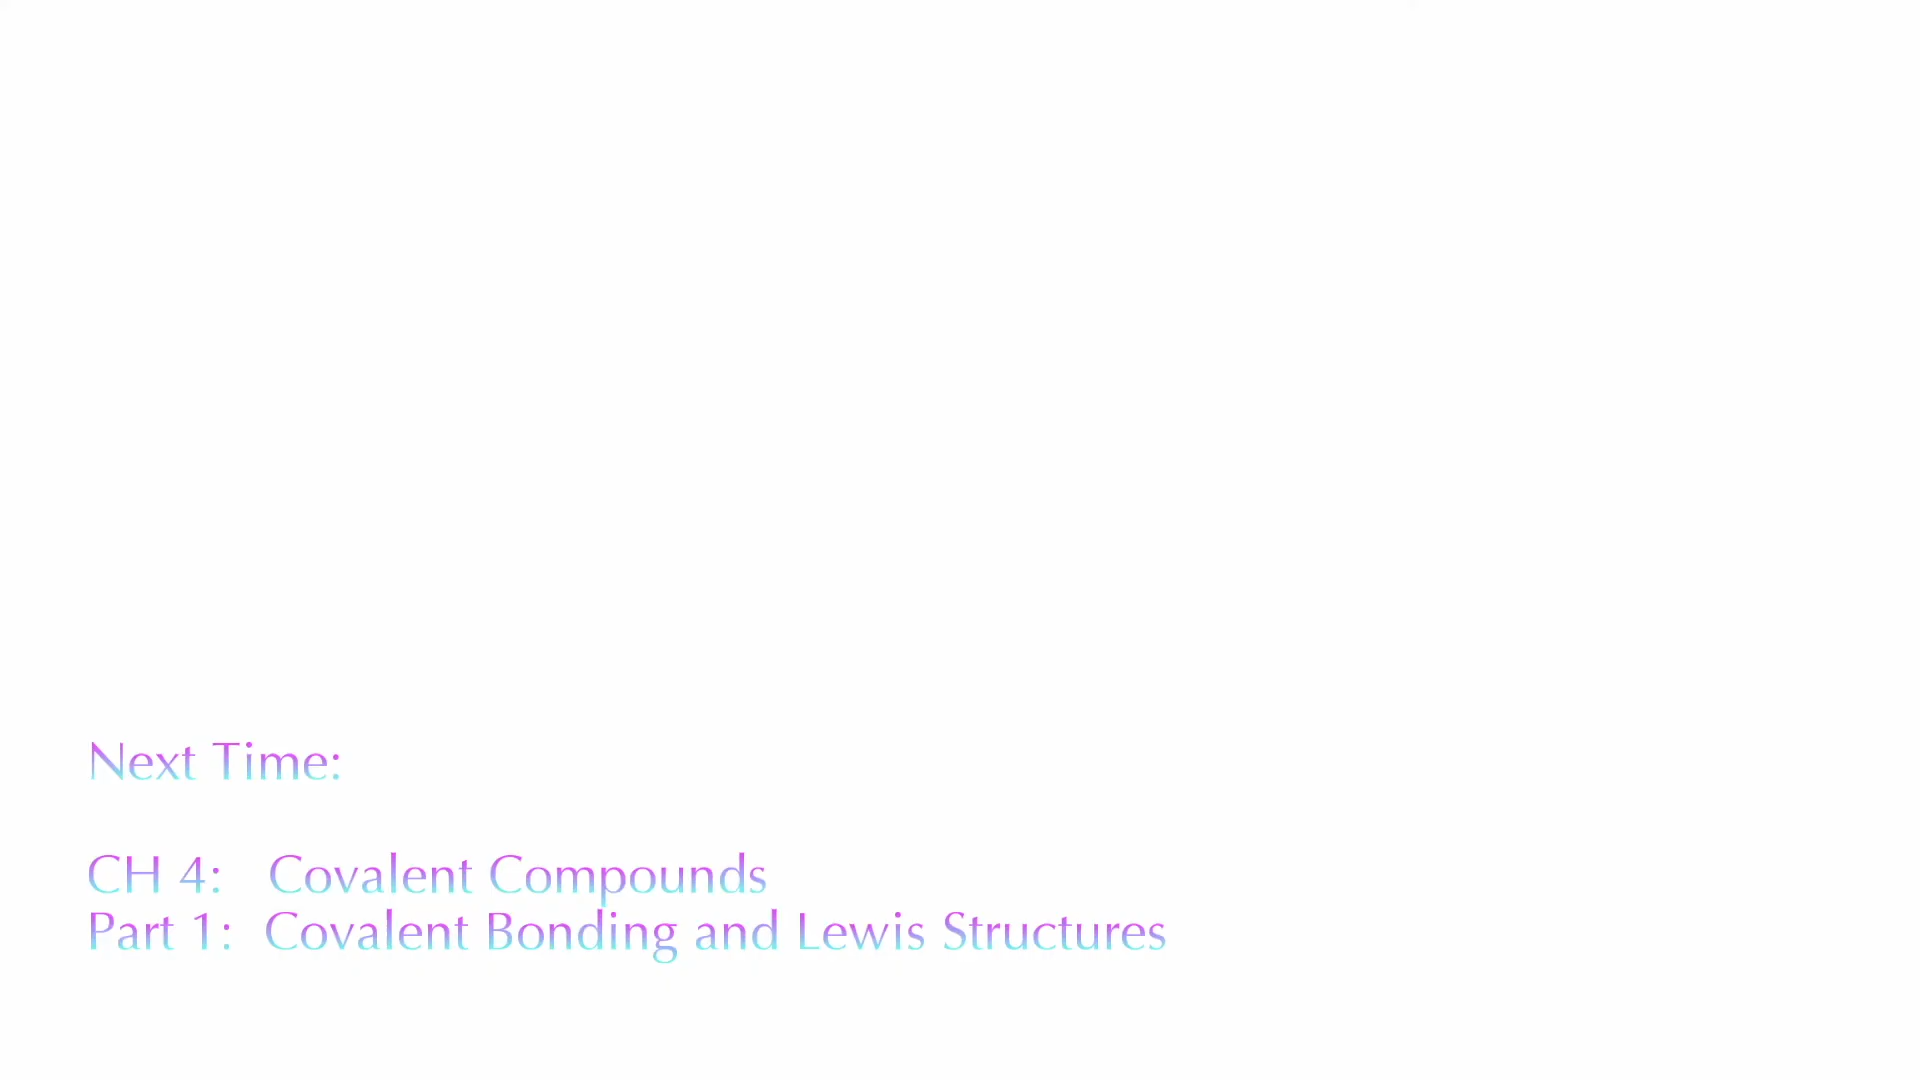 Next Time:
CH 4: Covalent Compounds
Part 1: Covalent Bonding and Lewis Structures